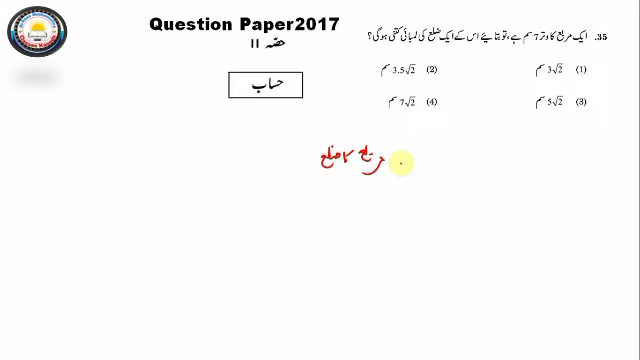 Question Paper2017
حصّہ II
حساب
.35 ایک مربع کا وتر 7 سم ہے، تو بتایئے اس کے ایک ضلع کی لمبائی کتنی ہوگی؟
(1) 3√2 سم (2) 3.5√2 سم
(3) 5√2 سم (4) 7√2 سم
مربع کا ضلع